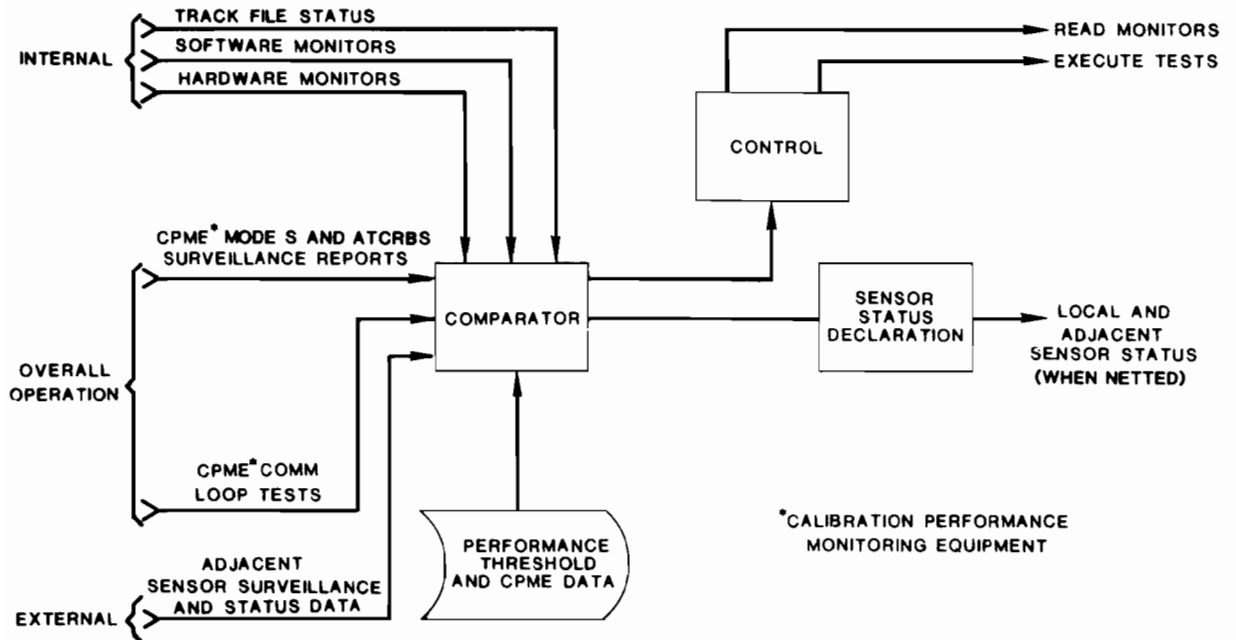 TRACK FILE STATUS
SOFTWARE MONITORS
INTERNAL
HARDWARE MONITORS
READ MONITORS
EXECUTE TESTS
CONTROL
CPME* MODE S AND ATCRBS
SURVEILLANCE REPORTS
COMPARATOR
SENSOR
STATUS
DECLARATION
LOCAL AND
ADJACENT
SENSOR STATUS
(WHEN NETTED)
OVERALL
OPERATION
CPME* COMM
LOOP TESTS
PERFORMANCE
THRESHOLD
AND CPME DATA
*CALIBRATION PERFORMANCE
MONITORING EQUIPMENT
ADJACENT
SENSOR SURVEILLANCE
AND STATUS DATA
EXTERNAL